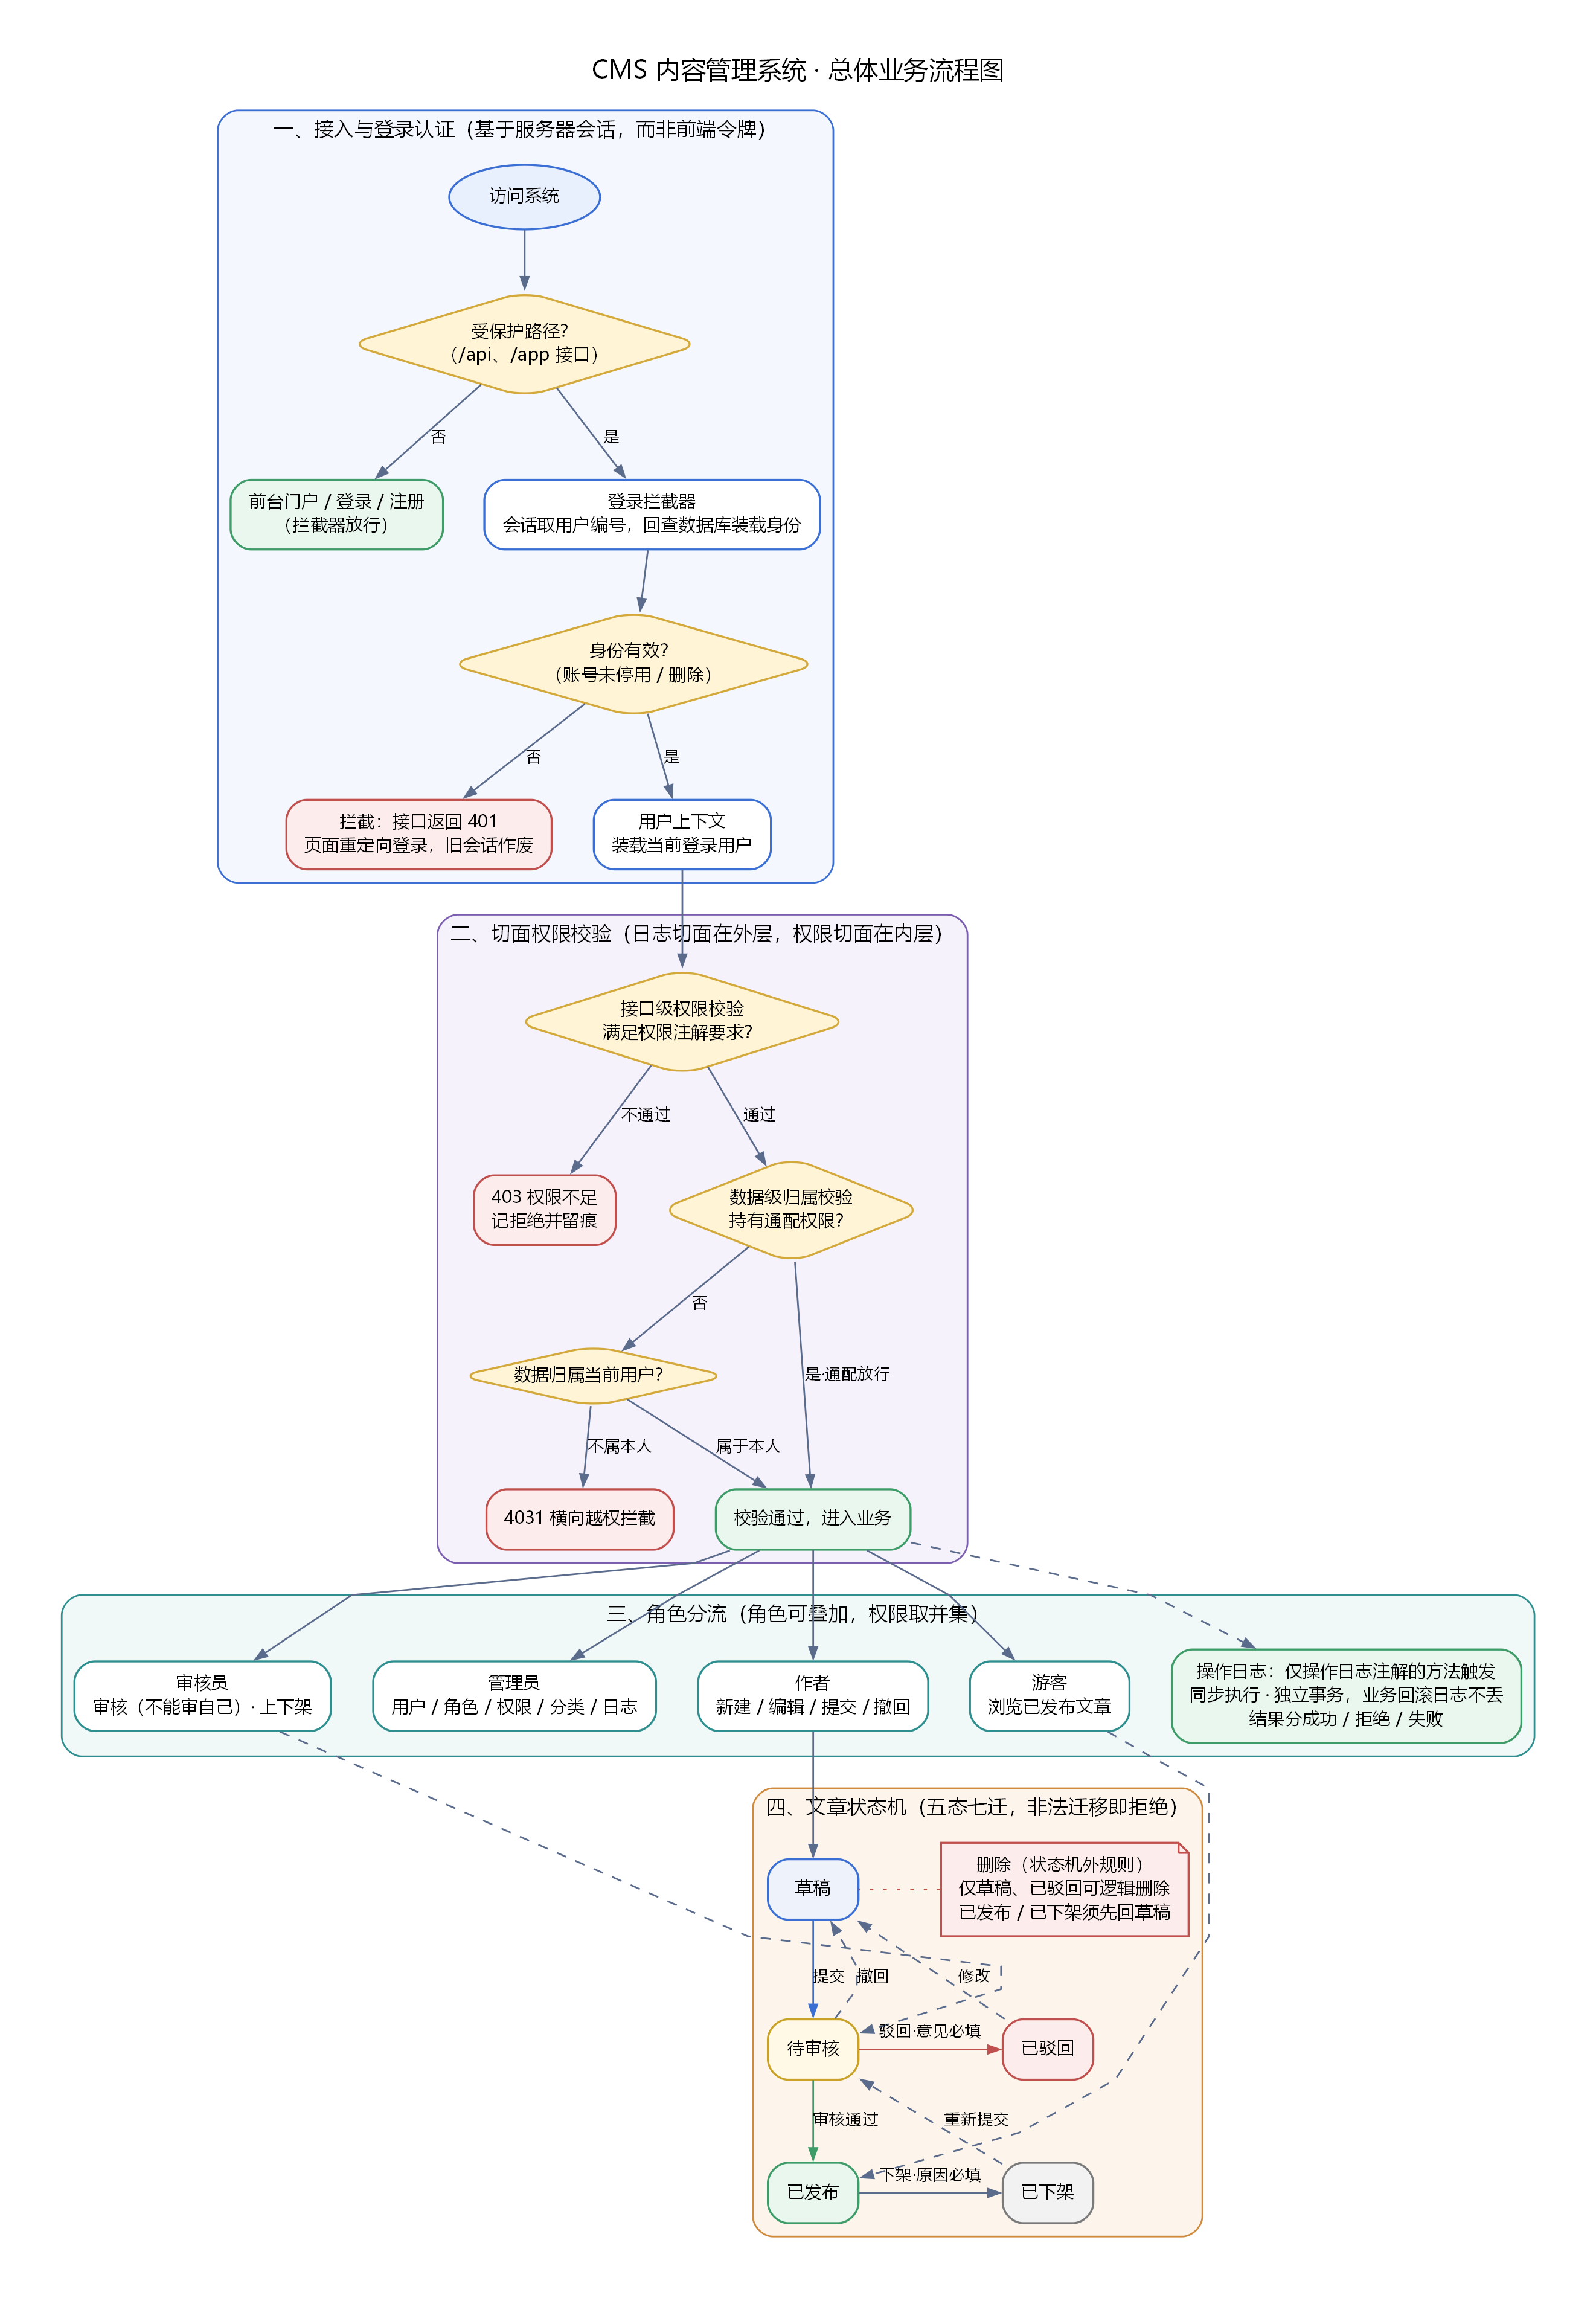 CMS 内容管理系统 · 总体业务流程图
一、接入与登录认证（基于服务器会话，而非前端令牌）
访问系统
受保护路径？
（/api、/app 接口）
否
是
前台门户 / 登录 / 注册
（拦截器放行）
登录拦截器
会话取用户编号，回查数据库装载身份
身份有效？
（账号未停用 / 删除）
否
是
拦截：接口返回 401
页面重定向登录，旧会话作废
用户上下文
装载当前登录用户
二、切面权限校验（日志切面在外层，权限切面在内层）
接口级权限校验
满足权限注解要求？
不通过
通过
403 权限不足
记拒绝并留痕
数据级归属校验
持有通配权限？
否
数据归属当前用户？
是·通配放行
不属本人
属于本人
4031 横向越权拦截
校验通过，进入业务
三、角色分流（角色可叠加，权限取并集）
审核员
审核（不能审自己）· 上下架
管理员
用户 / 角色 / 权限 / 分类 / 日志
作者
新建 / 编辑 / 提交 / 撤回
游客
浏览已发布文章
操作日志：仅操作日志注解的方法触发
同步执行 · 独立事务，业务回滚日志不丢
结果分成功 / 拒绝 / 失败
四、文章状态机（五态七迁，非法迁移即拒绝）
草稿
删除（状态机外规则）
仅草稿、已驳回可逻辑删除
已发布 / 已下架须先回草稿
提交
撤回
修改
待审核
驳回·意见必填
已驳回
审核通过
重新提交
已发布
下架·原因必填
已下架